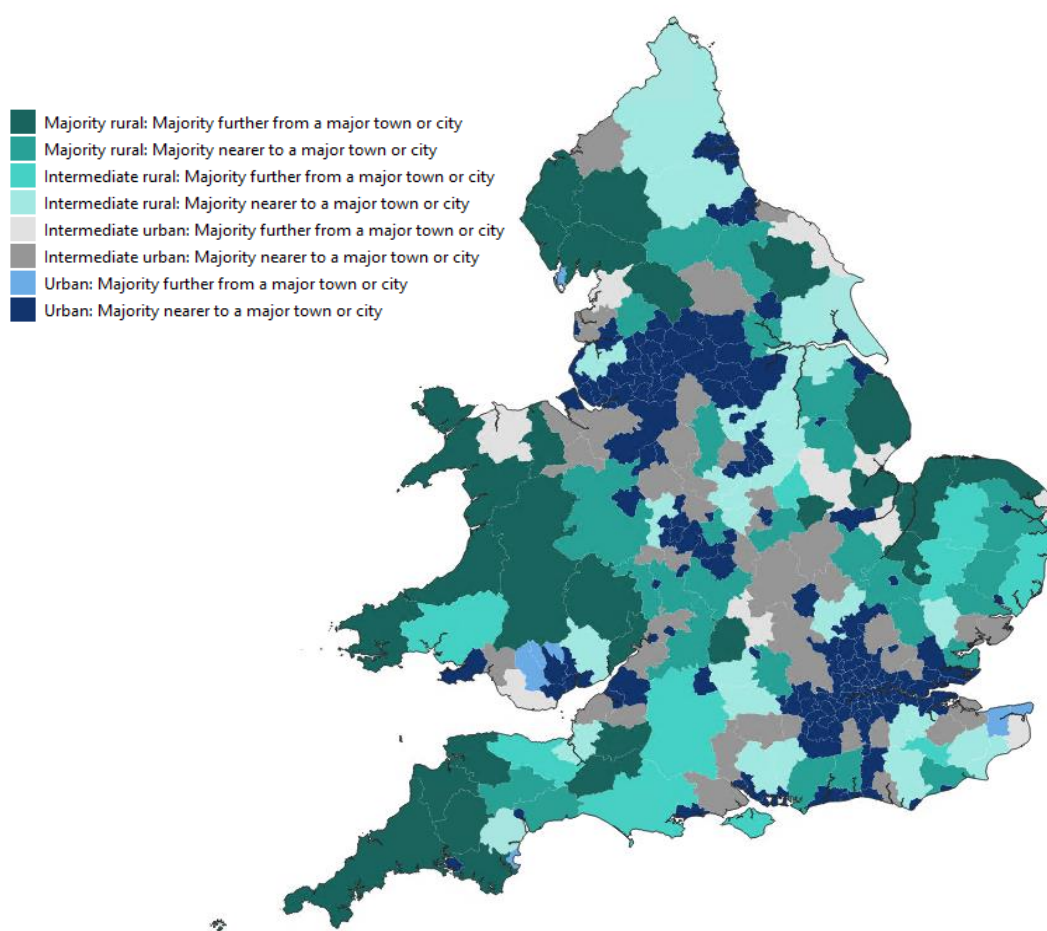 Majority rural: Majority further from a major town or city
Majority rural: Majority nearer to a major town or city
Intermediate rural: Majority further from a major town or city
Intermediate rural: Majority nearer to a major town or city
Intermediate urban: Majority further from a major town or city
Intermediate urban: Majority nearer to a major town or city
Urban: Majority further from a major town or city
Urban: Majority nearer to a major town or city